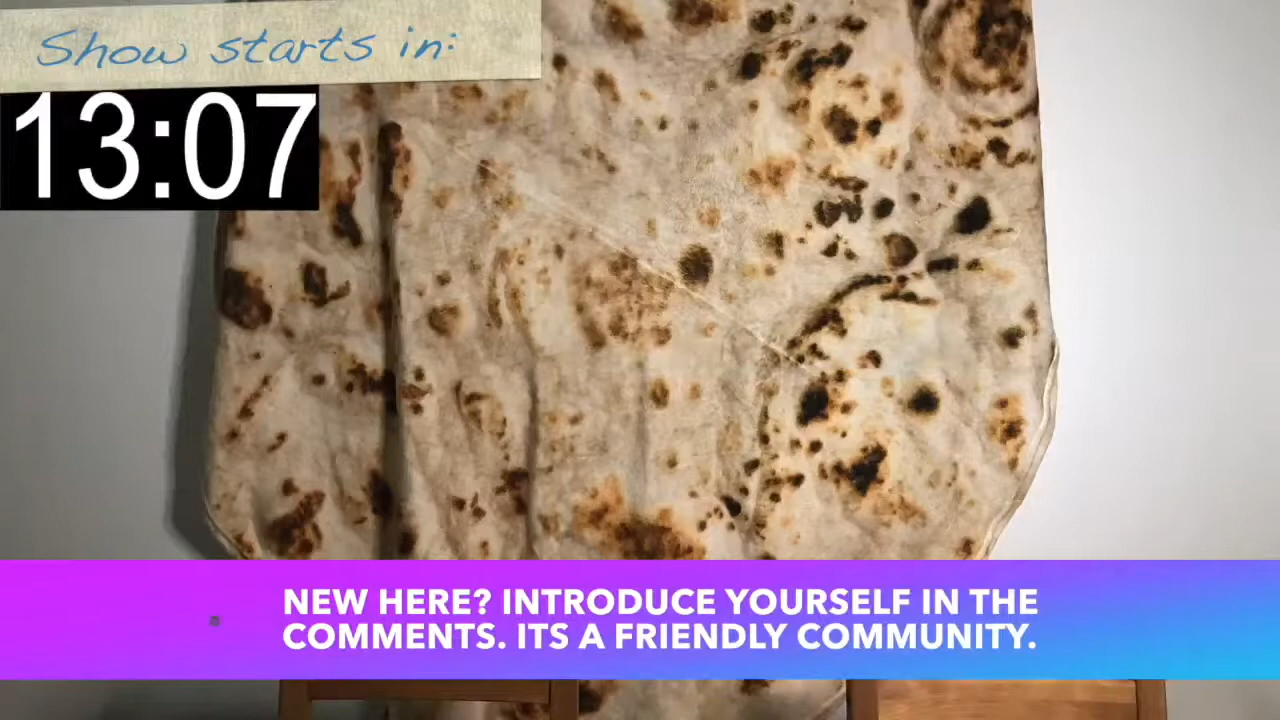 Show starts in:
13:07
NEW HERE? INTRODUCE YOURSELF IN THE
COMMENTS. ITS A FRIENDLY COMMUNITY.